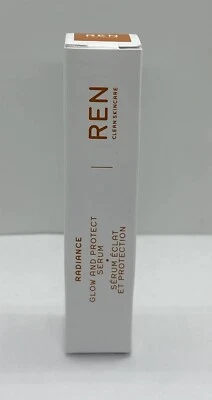 REN
REN
CLEAN SKINCARE
RADIANCE
GLOW AND PROTECT
SERUM
•
SÉRUM ÉCLAT
ET PROTECTION